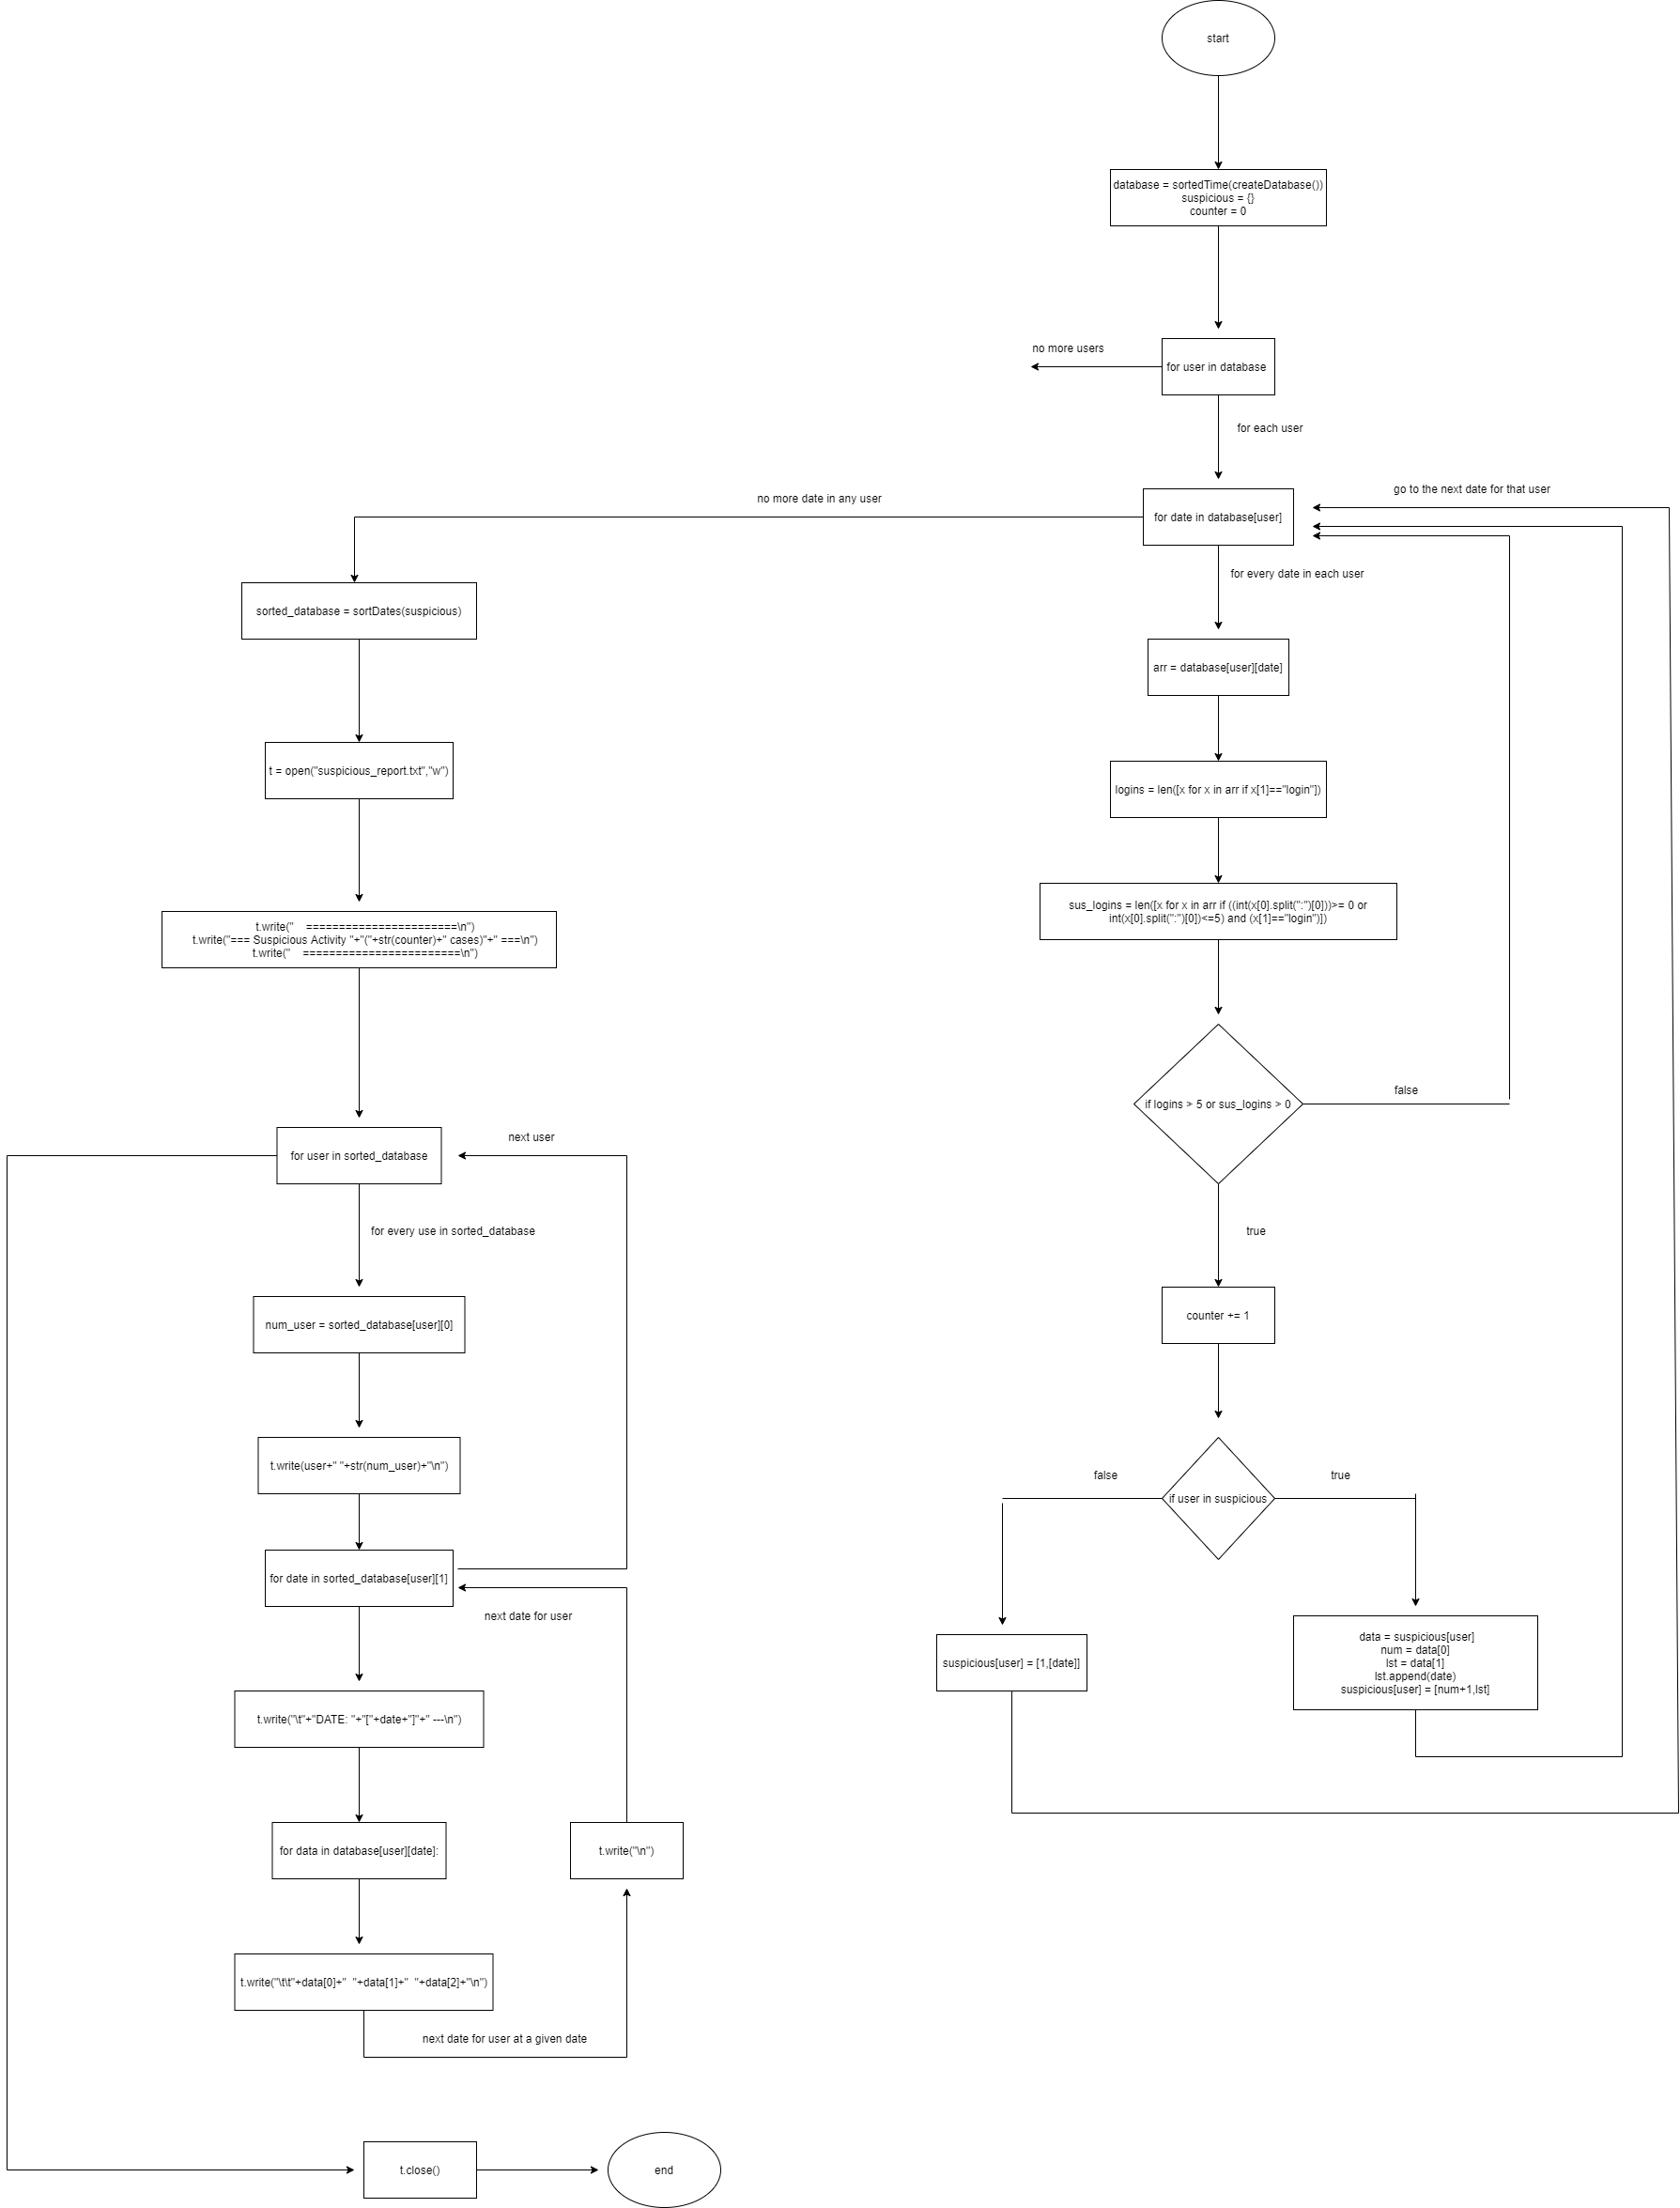 start
database = sortedTime(createDatabase())
suspicious = {}
counter = 0
no more users
for user in database
for each user
go to the next date for that user
no more date in any user
for date in database[user]
for every date in each user
sorted_database = sortDates(suspicious)
arr = database[user][date]
t = open("suspicious_report.txt","w")
logins = len([x for x in arr if x[1]=="login"])
sus_logins = len([x for x in arr if ((int(x[0].split(":")[0]))>= 0 or
int(x[0].split(":")[0])<=5) and (x[1]=="login")])
t.write("    =======================\n")
t.write("=== Suspicious Activity "+"("+str(counter)+" cases)"+" ===\n")
t.write("    ========================\n")
if logins > 5 or sus_logins > 0
false
next user
for user in sorted_database
for every use in sorted_database
true
num_user = sorted_database[user][0]
counter += 1
t.write(user+" "+str(num_user)+"\n")
false
true
if user in suspicious
for date in sorted_database[user][1]
next date for user
suspicious[user] = [1,[date]]
data = suspicious[user]
num = data[0]
lst = data[1]
lst.append(date)
suspicious[user] = [num+1,lst]
t.write("\t"+"DATE: "+"["+date+"]"+" ---\n")
for data in database[user][date]:
t.write("\n")
t.write("\t\t"+data[0]+"  "+data[1]+"  "+data[2]+"\n")
next date for user at a given date
t.close()
end